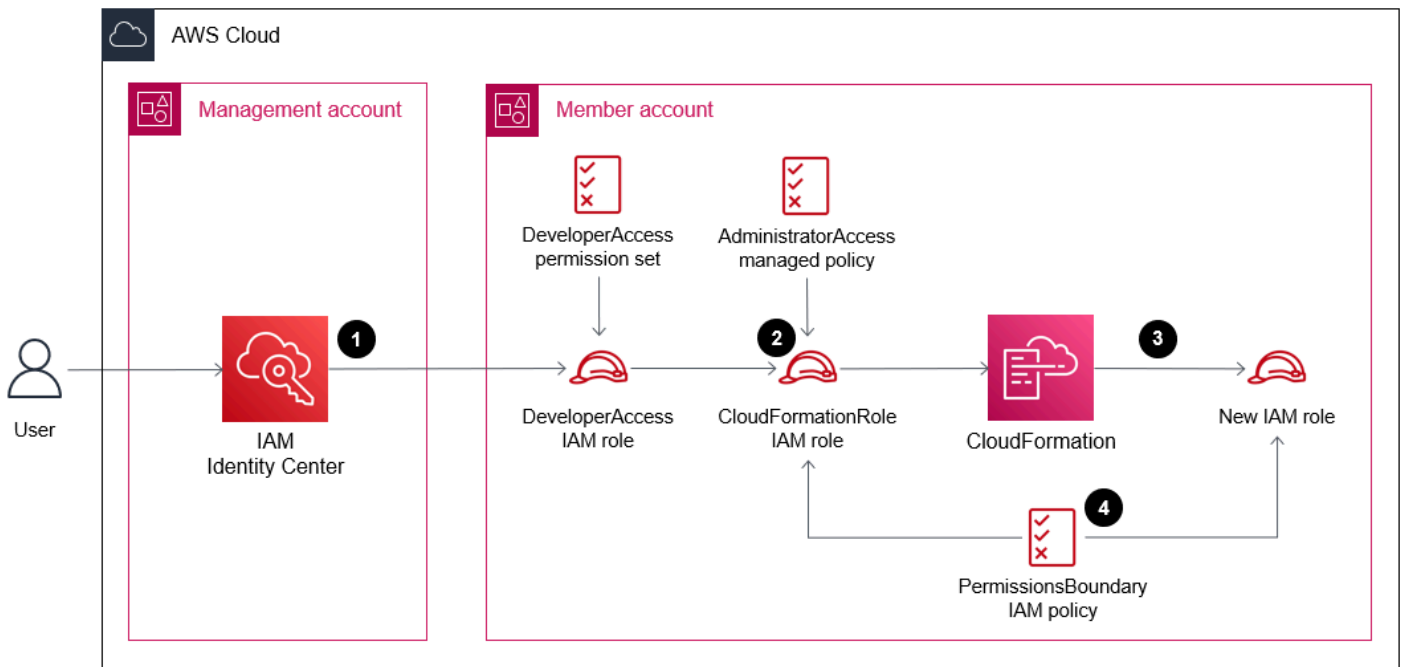 AWS Cloud
Management account
Member account
DeveloperAccess
permission set
AdministratorAccess
managed policy
1
2
3
User
IAM
Identity Center
DeveloperAccess
IAM role
CloudFormationRole
IAM role
CloudFormation
New IAM role
4
PermissionsBoundary
IAM policy